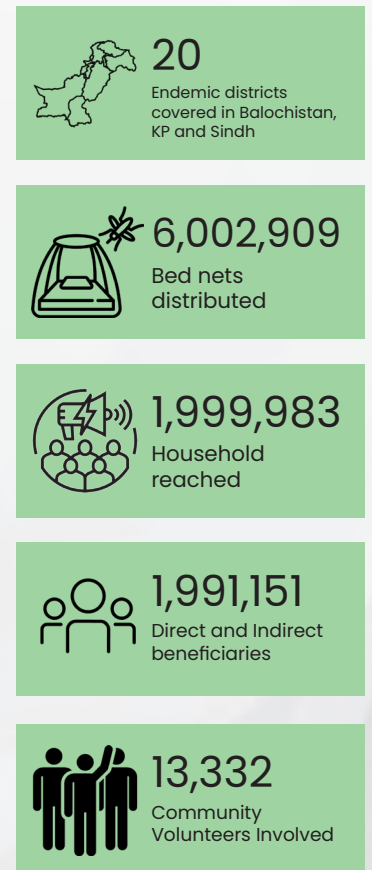 20
Endemic districts
covered in Balochistan,
KP and Sindh
6,002,909
Bed nets
distributed
1,999,983
Household
reached
1,991,151
Direct and Indirect
beneficiaries
13,332
Community
Volunteers Involved